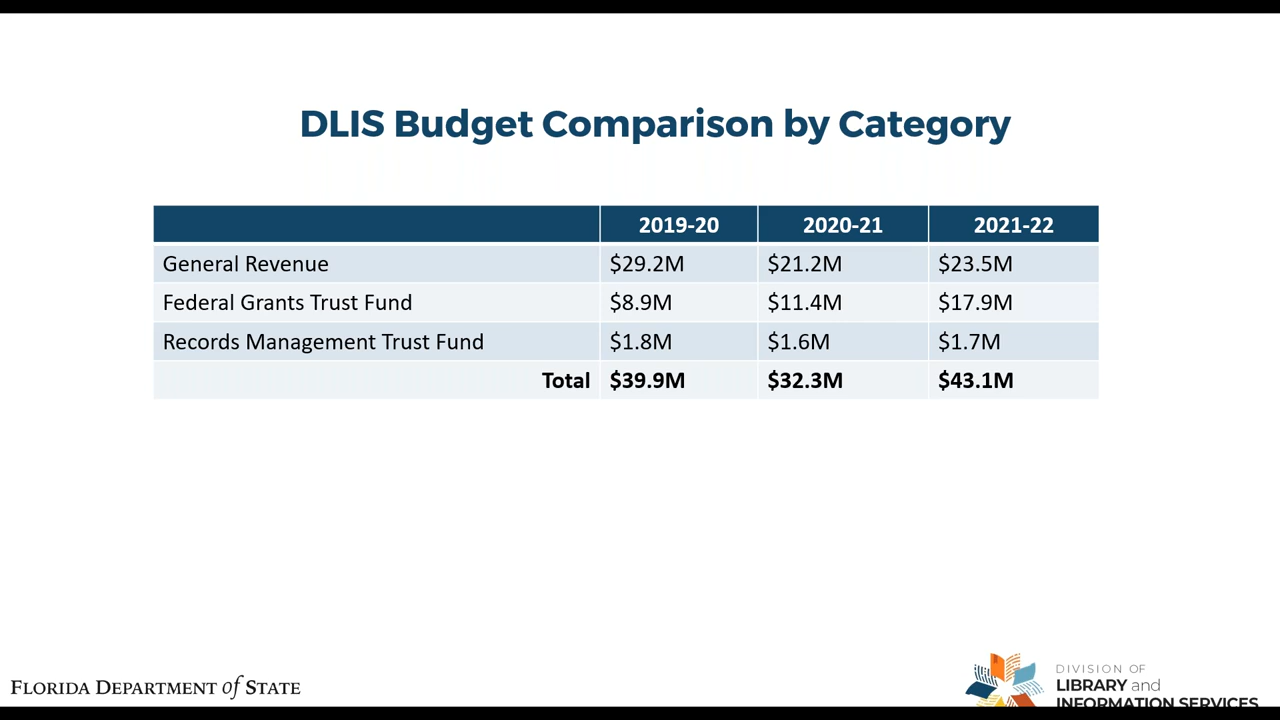 DLIS Budget Comparison by Category
2019-20 2020-21 2021-22
General Revenue $29.2M $21.2M $23.5M
Federal Grants Trust Fund $8.9M $11.4M $17.9M
Records Management Trust Fund $1.8M $1.6M $1.7M
Total $39.9M $32.3M $43.1M
FLORIDA DEPARTMENT of STATE
DIVISION OF
LIBRARY and
INFORMATION SERVICES